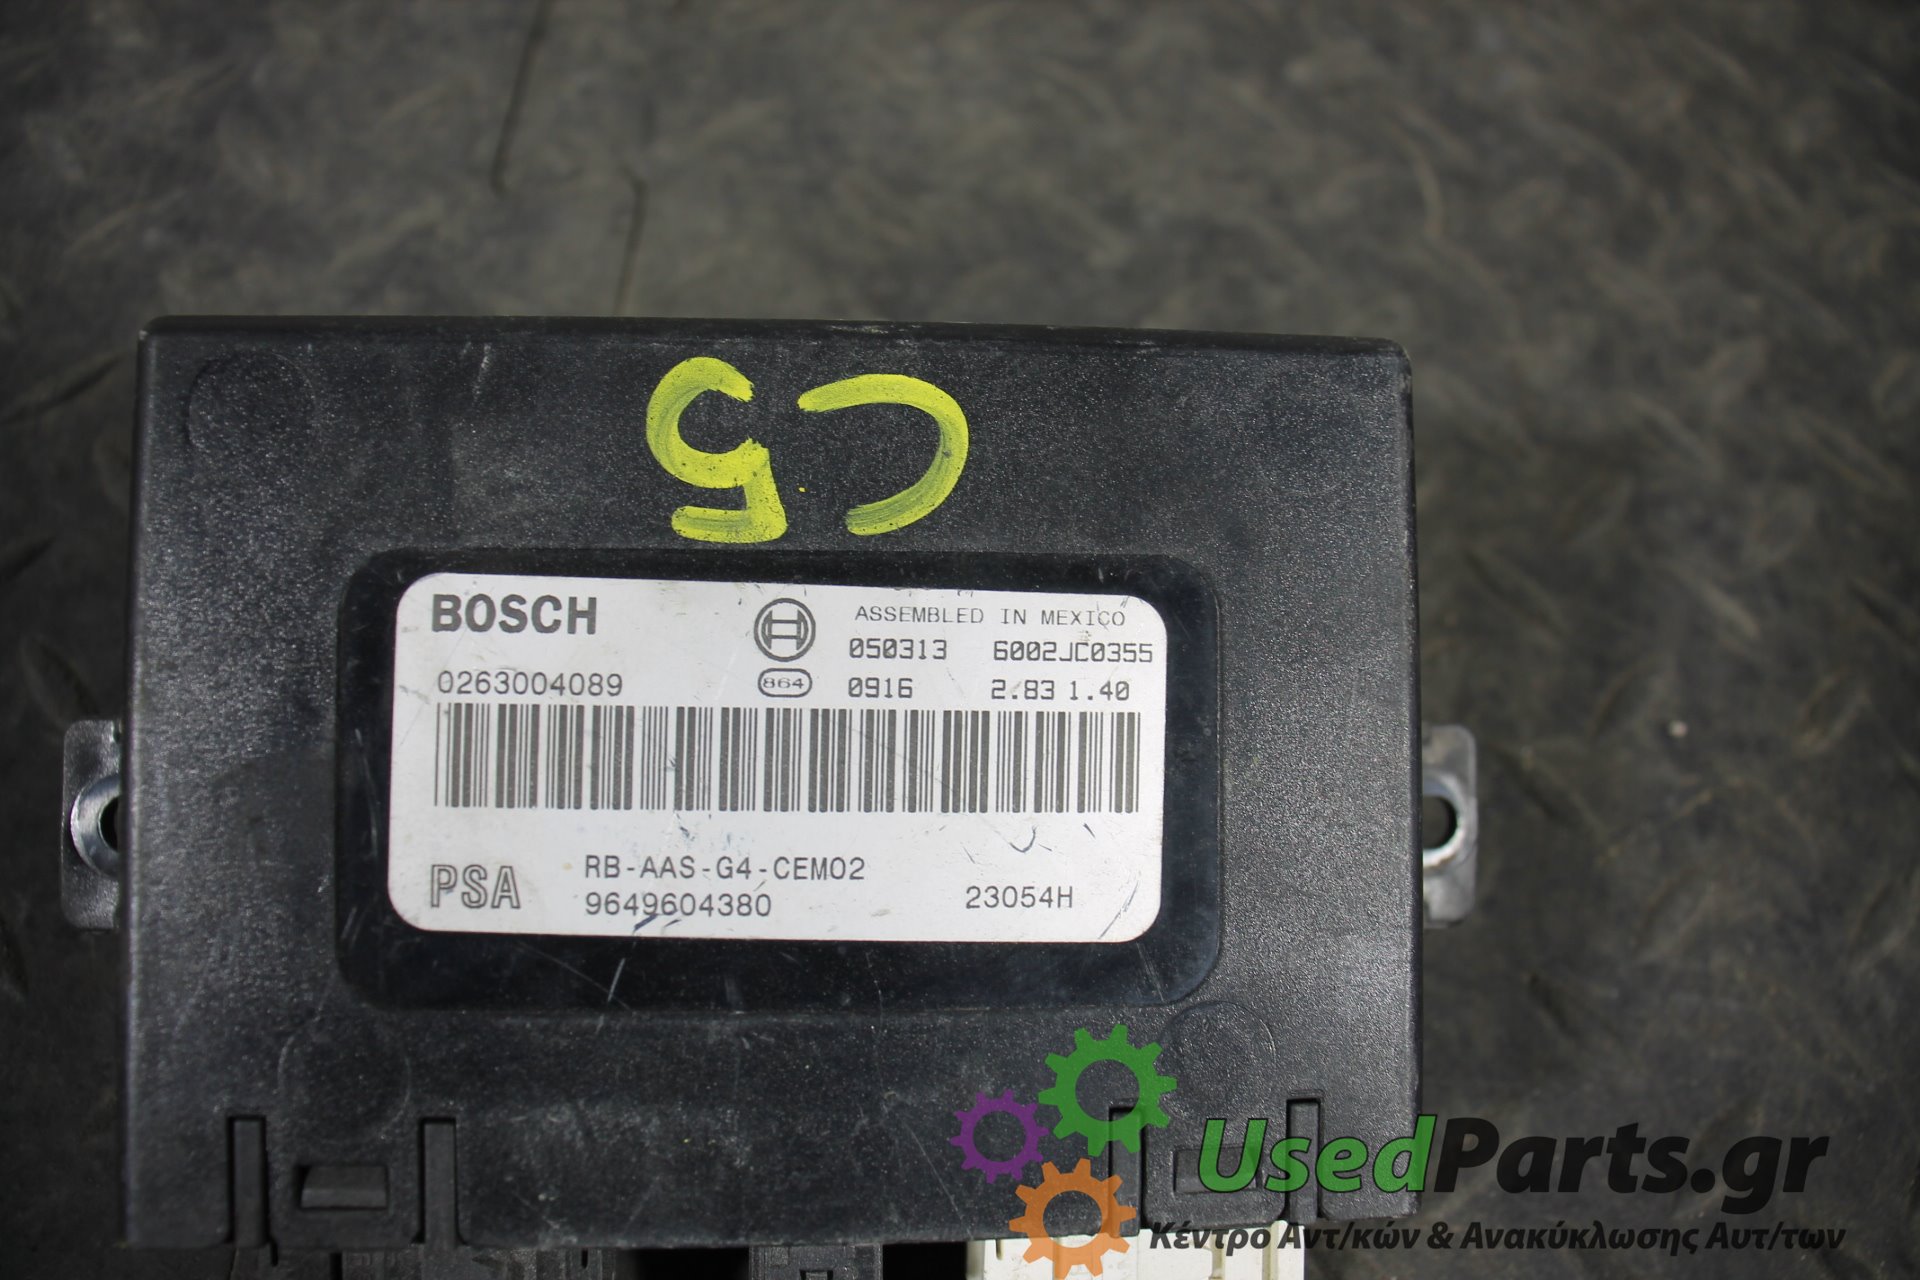 C5
BOSCH
ASSEMBLED IN MEXICO
050313 6002JC0355
0263004089
864
0916 2.83 1.40
RB-AAS-G4-CEM02
PSA
9649604380
23054H
UsedParts.gr
Κέντρο Αντ/κών & Ανακύκλωσης Αυτ/των